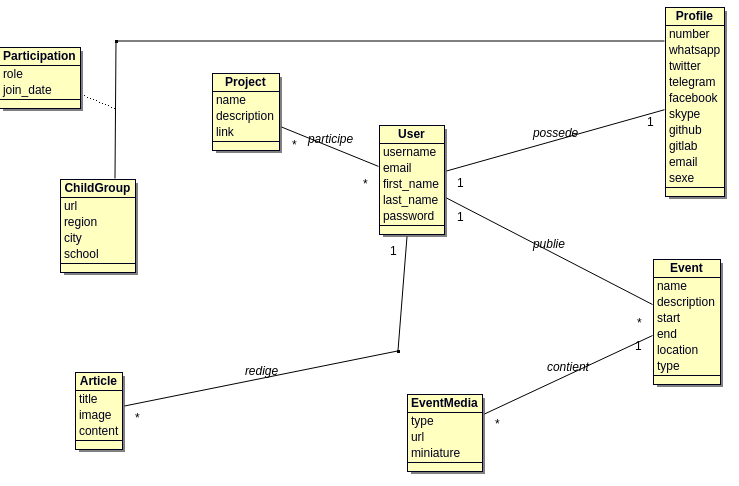 Profile
number
whatsapp
twitter
telegram
facebook
skype
github
gitlab
email
sexe
Participation
role
join_date
Project
name
description
link
* participe
*
User
username
email
first_name
last_name
password
possede
1
1
1
1
publie
*
ChildGroup
url
region
city
school
Event
name
description
start
end
location
type
1
contient
*
redige
*
Article
title
image
content
EventMedia
type
url
miniature